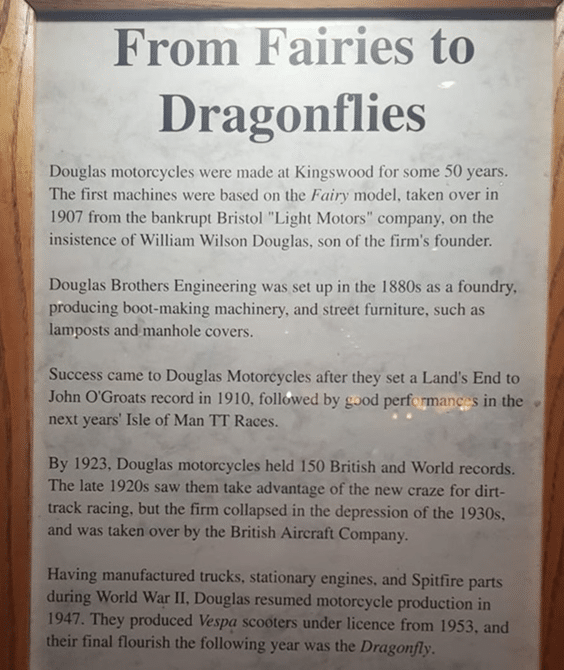 From Fairies to
Dragonflies
Douglas motorcycles were made at Kingswood for some 50 years.
The first machines were based on the Fairy model, taken over in
1907 from the bankrupt Bristol "Light Motors" company, on the
insistence of William Wilson Douglas, son of the firm's founder.
Douglas Brothers Engineering was set up in the 1880s as a foundry,
producing boot-making machinery, and street furniture, such as
lamposts and manhole covers.
Success came to Douglas Motorcycles after they set a Land's End to
John O'Groats record in 1910, followed by good performances in the
next years' Isle of Man TT Races.
By 1923, Douglas motorcycles held 150 British and World records.
The late 1920s saw them take advantage of the new craze for dirt-
track racing, but the firm collapsed in the depression of the 1930s,
and was taken over by the British Aircraft Company.
Having manufactured trucks, stationary engines, and Spitfire parts
during World War II, Douglas resumed motorcycle production in
1947. They produced Vespa scooters under licence from 1953, and
their final flourish the following year was the Dragonfly.